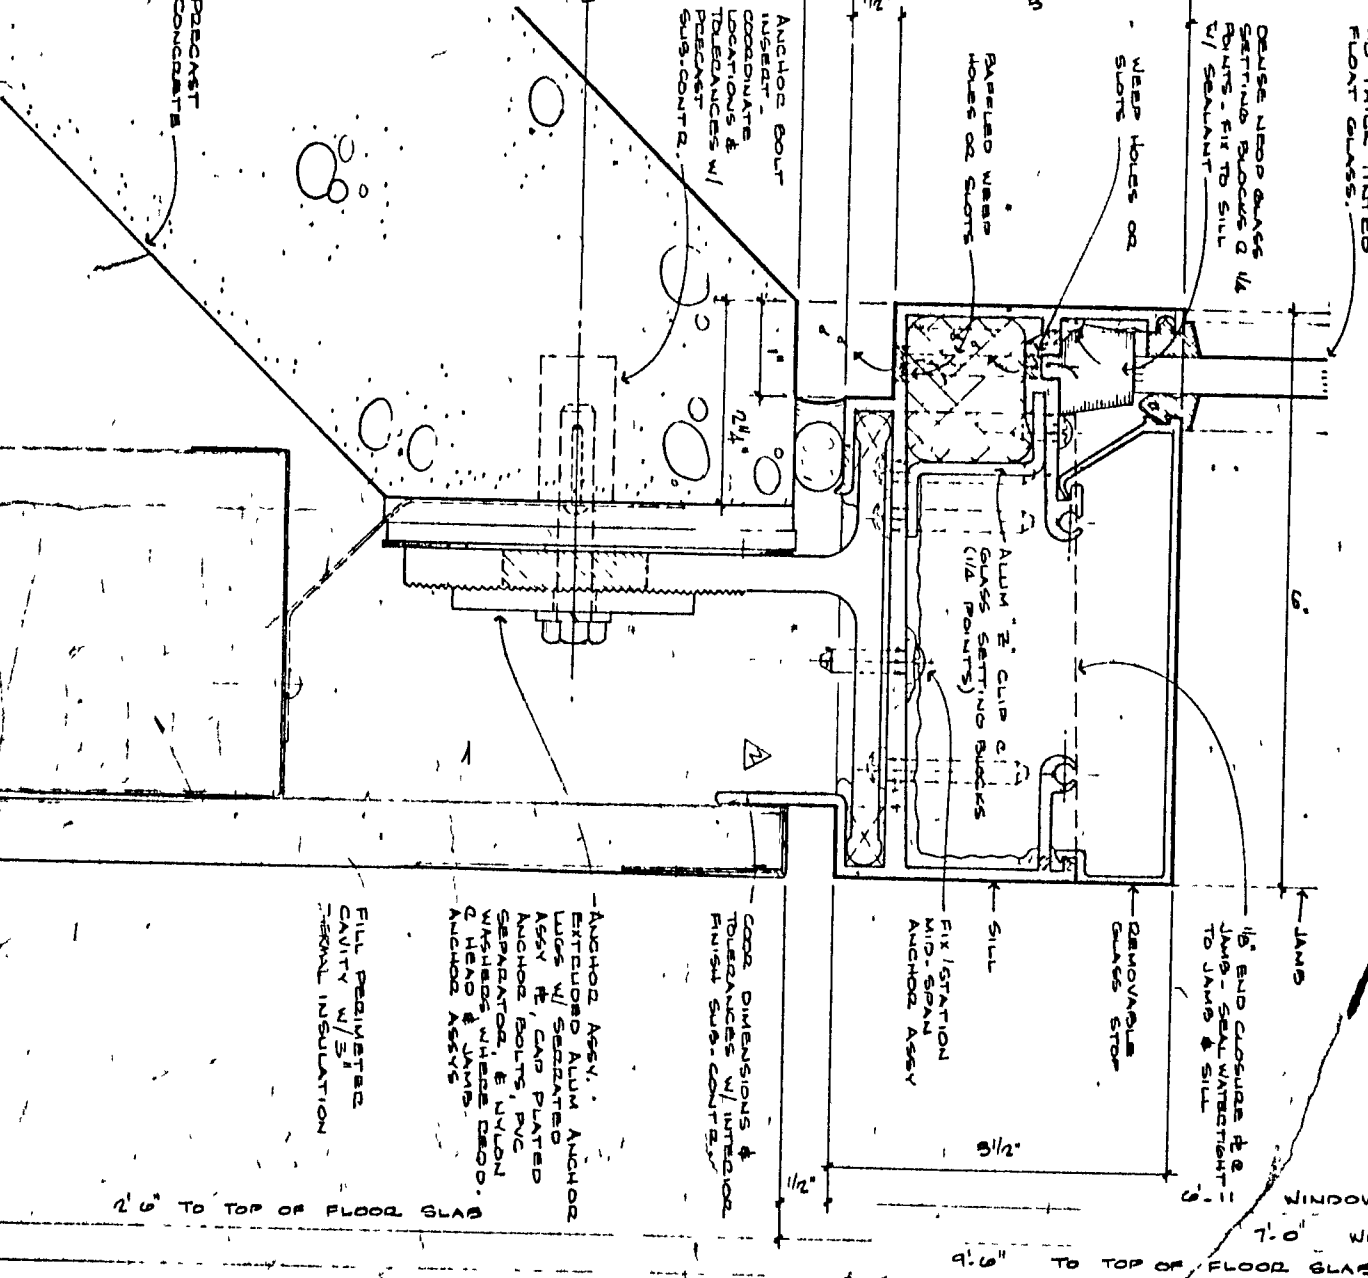 PRECAST
CONCRETE
ANCHOR BOLT
INSERT -
COORDINATE
LOCATIONS &
TOLERANCES W/
PRECAST
SUB-CONTR.
BAFFLED WEEP
HOLES OR SLOTS
WEEP HOLES OR
SLOTS
DENSE NEOP GLASS
SETTING BLOCKS @ 1/4
POINTS - FIX TO SILL
W/ SEALANT
TINTED
FLOAT GLASS.
1/2
1"
2 1/4"
6"
ALUM "Z" CLIP @
GLASS SETTING BLOCKS
(1/4 POINTS)
2
JAMB
1/8" END CLOSURE PL @
JAMB - SEAL WATERTIGHT
TO JAMB & SILL
REMOVABLE
GLASS STOP
SILL
FIX/STATION
MID-SPAN
ANCHOR ASSY
COOR DIMENSIONS &
TOLERANCES W/ INTERIOR
FINISH SUB-CONTR.
ANCHOR ASSY.
EXTRUDED ALUM ANCHOR
LUGS W/ SERRATED
ASSY PL, CAD PLATED
ANCHOR BOLTS, PVC
SEPARATOR, & NYLON
WASHERS WHERE REQD.
@ HEAD & JAMB.
ANCHOR ASSYS
FILL PERIMETER
CAVITY W/3"
THERMAL INSULATION
3 1/2"
1/2"
6'-11
7'-0"
2'6" TO TOP OF FLOOR SLAB
9'-6" TO TOP OF FLOOR SLAB